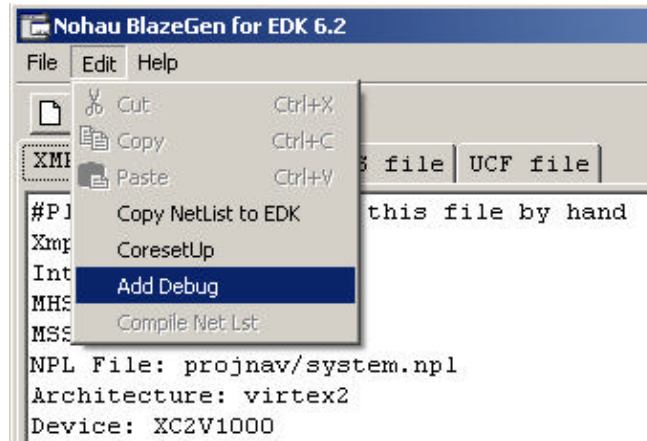 Nohau BlazeGen for EDK 6.2
File Edit Help
Cut Ctrl+X
Copy Ctrl+C
Paste Ctrl+V
Copy NetList to EDK
CoresetUp
Add Debug
Compile Net Lst
XMP S file UCF file
#Pl this file by hand
Xmp
Int
MHS
MSS
NPL File: projnav/system.npl
Architecture: virtex2
Device: XC2V1000